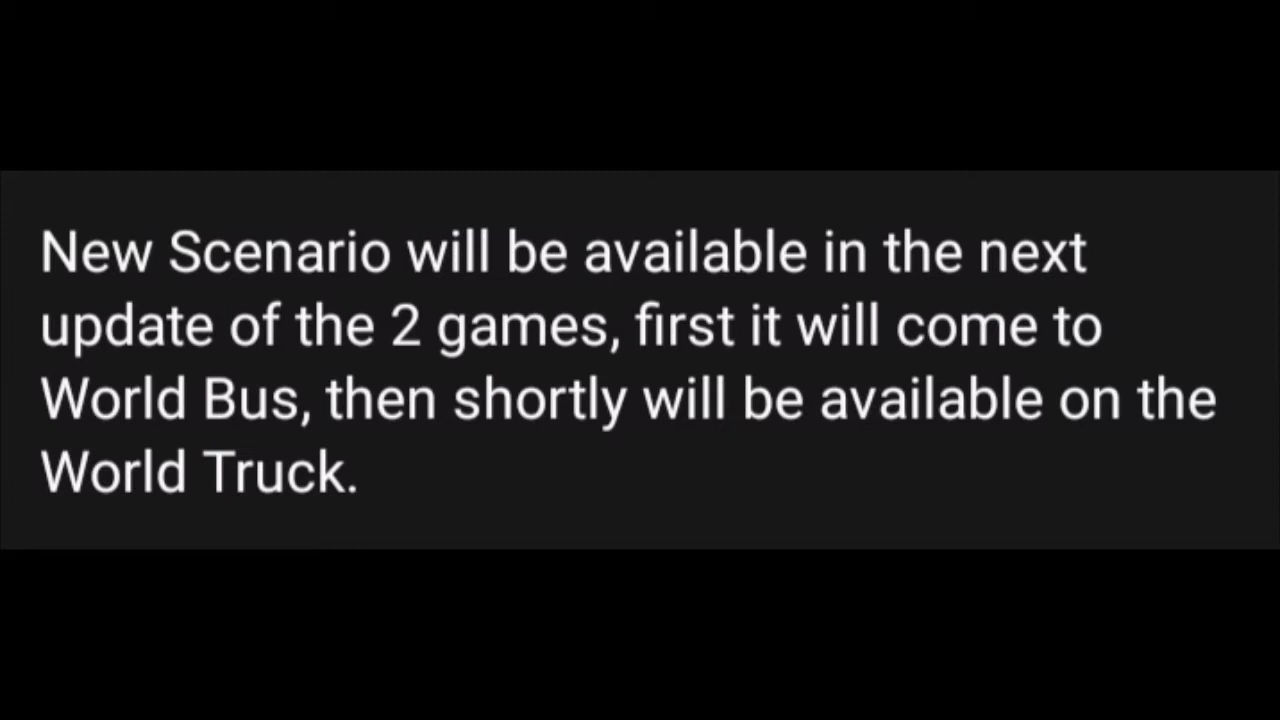 New Scenario will be available in the next
update of the 2 games, first it will come to
World Bus, then shortly will be available on the
World Truck.